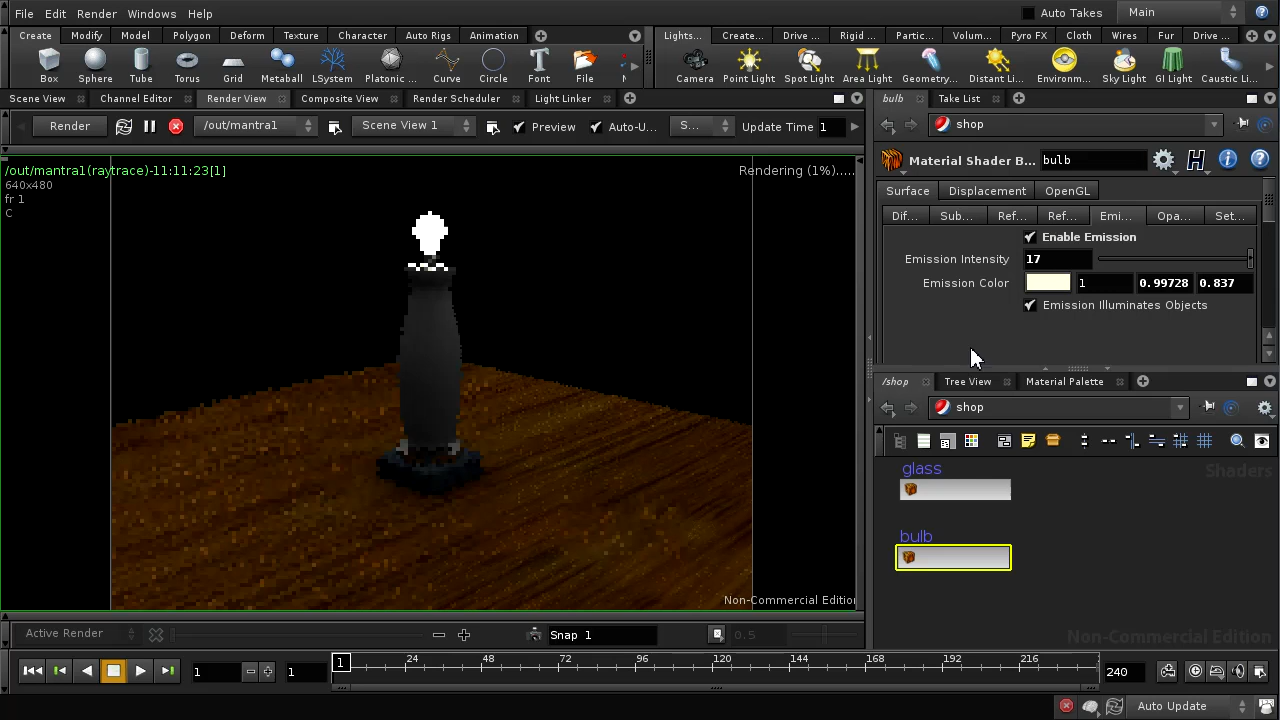 File Edit Render Windows Help Auto Takes Main
Create Modify Model Polygon Deform Texture Character Auto Rigs Animation Lights... Create... Drive ... Rigid ... Partic... Volum... Pyro FX Cloth Wires Fur Drive ...
Box Sphere Tube Torus Grid Metaball LSystem Platonic ... Curve Circle Font File Camera Point Light Spot Light Area Light Geometry... Distant Li... Environm... Sky Light GI Light Caustic Li...
Scene View Channel Editor Render View Composite View Render Scheduler Light Linker bulb Take List
Render /out/mantra1 Scene View 1 Preview Auto-U... S... Update Time 1 shop
/out/mantra1(raytrace)-11:11:23[1] Rendering (1%)..... Material Shader B... bulb
640x480
fr 1
C
Surface Displacement OpenGL
Dif... Sub... Ref... Ref... Emi... Opa... Set...
Enable Emission
Emission Intensity 17
Emission Color 1 0.99728 0.837
Emission Illuminates Objects
/shop Tree View Material Palette
shop
glass Shaders
bulb
Non-Commercial Editio
Active Render Snap 1 0.5 Non-Commercial Edition
1 1 1 24 48 72 96 120 144 168 192 216 240
Auto Update